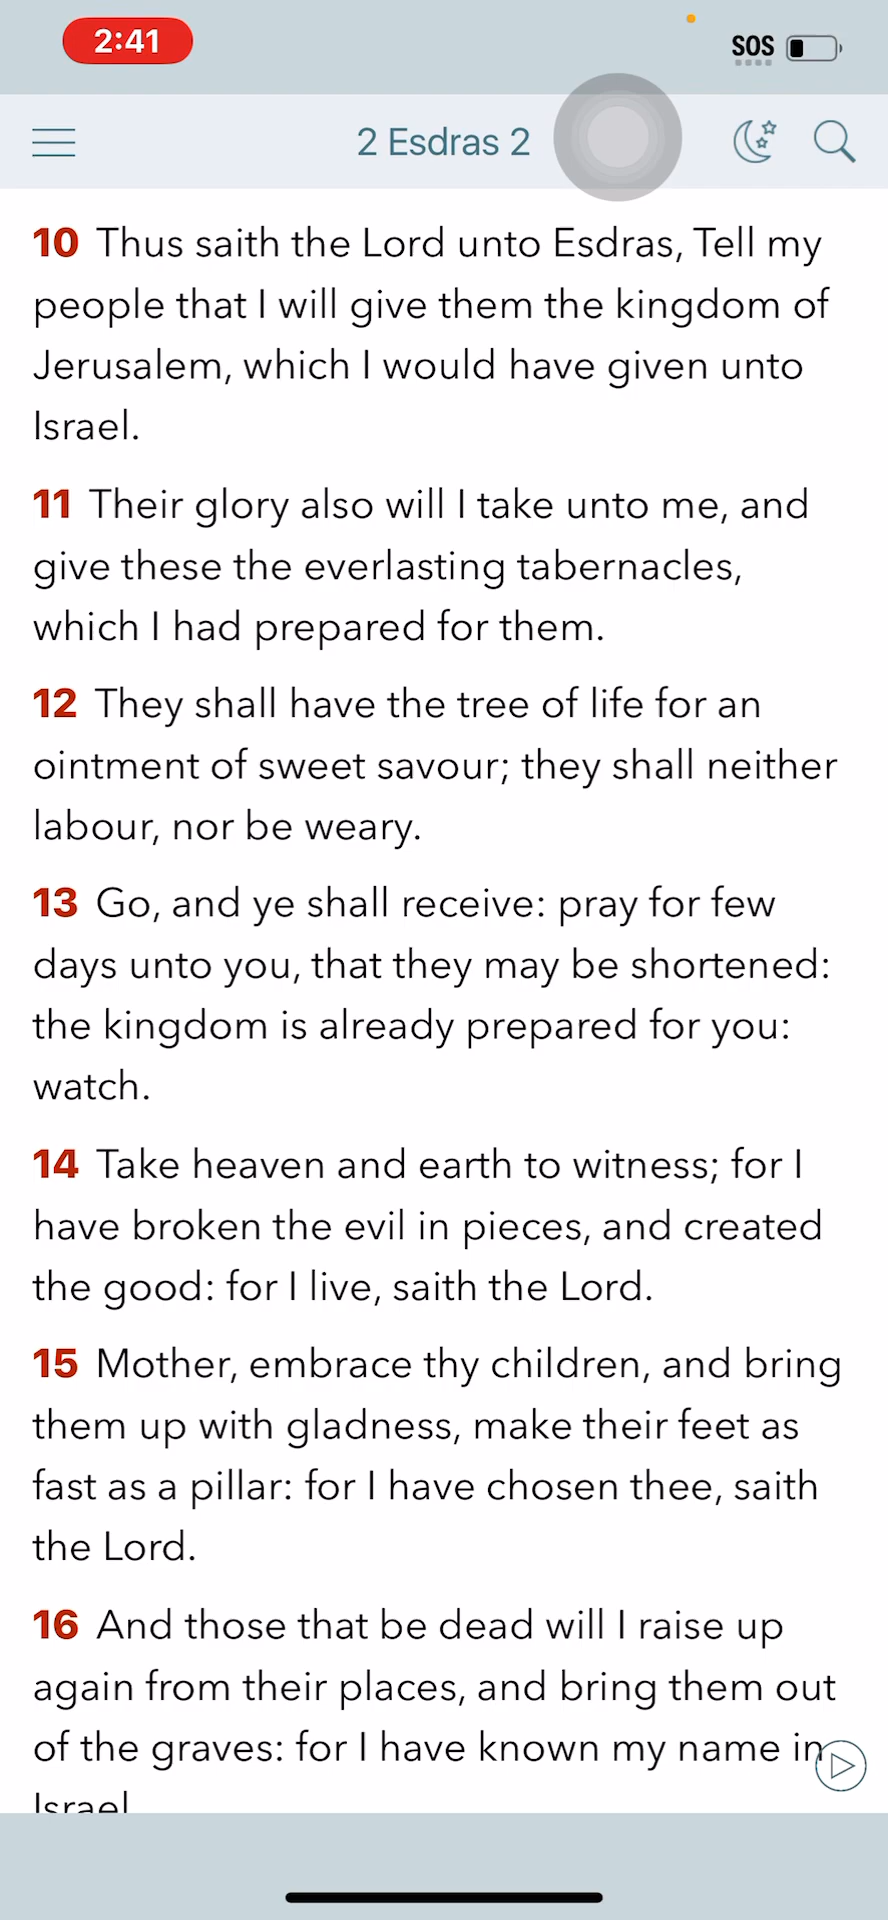 2:41
SOS
2 Esdras 2
10 Thus saith the Lord unto Esdras, Tell my
people that I will give them the kingdom of
Jerusalem, which I would have given unto
Israel.
11 Their glory also will I take unto me, and
give these the everlasting tabernacles,
which I had prepared for them.
12 They shall have the tree of life for an
ointment of sweet savour; they shall neither
labour, nor be weary.
13 Go, and ye shall receive: pray for few
days unto you, that they may be shortened:
the kingdom is already prepared for you:
watch.
14 Take heaven and earth to witness; for I
have broken the evil in pieces, and created
the good: for I live, saith the Lord.
15 Mother, embrace thy children, and bring
them up with gladness, make their feet as
fast as a pillar: for I have chosen thee, saith
the Lord.
16 And those that be dead will I raise up
again from their places, and bring them out
of the graves: for I have known my name in
Israel